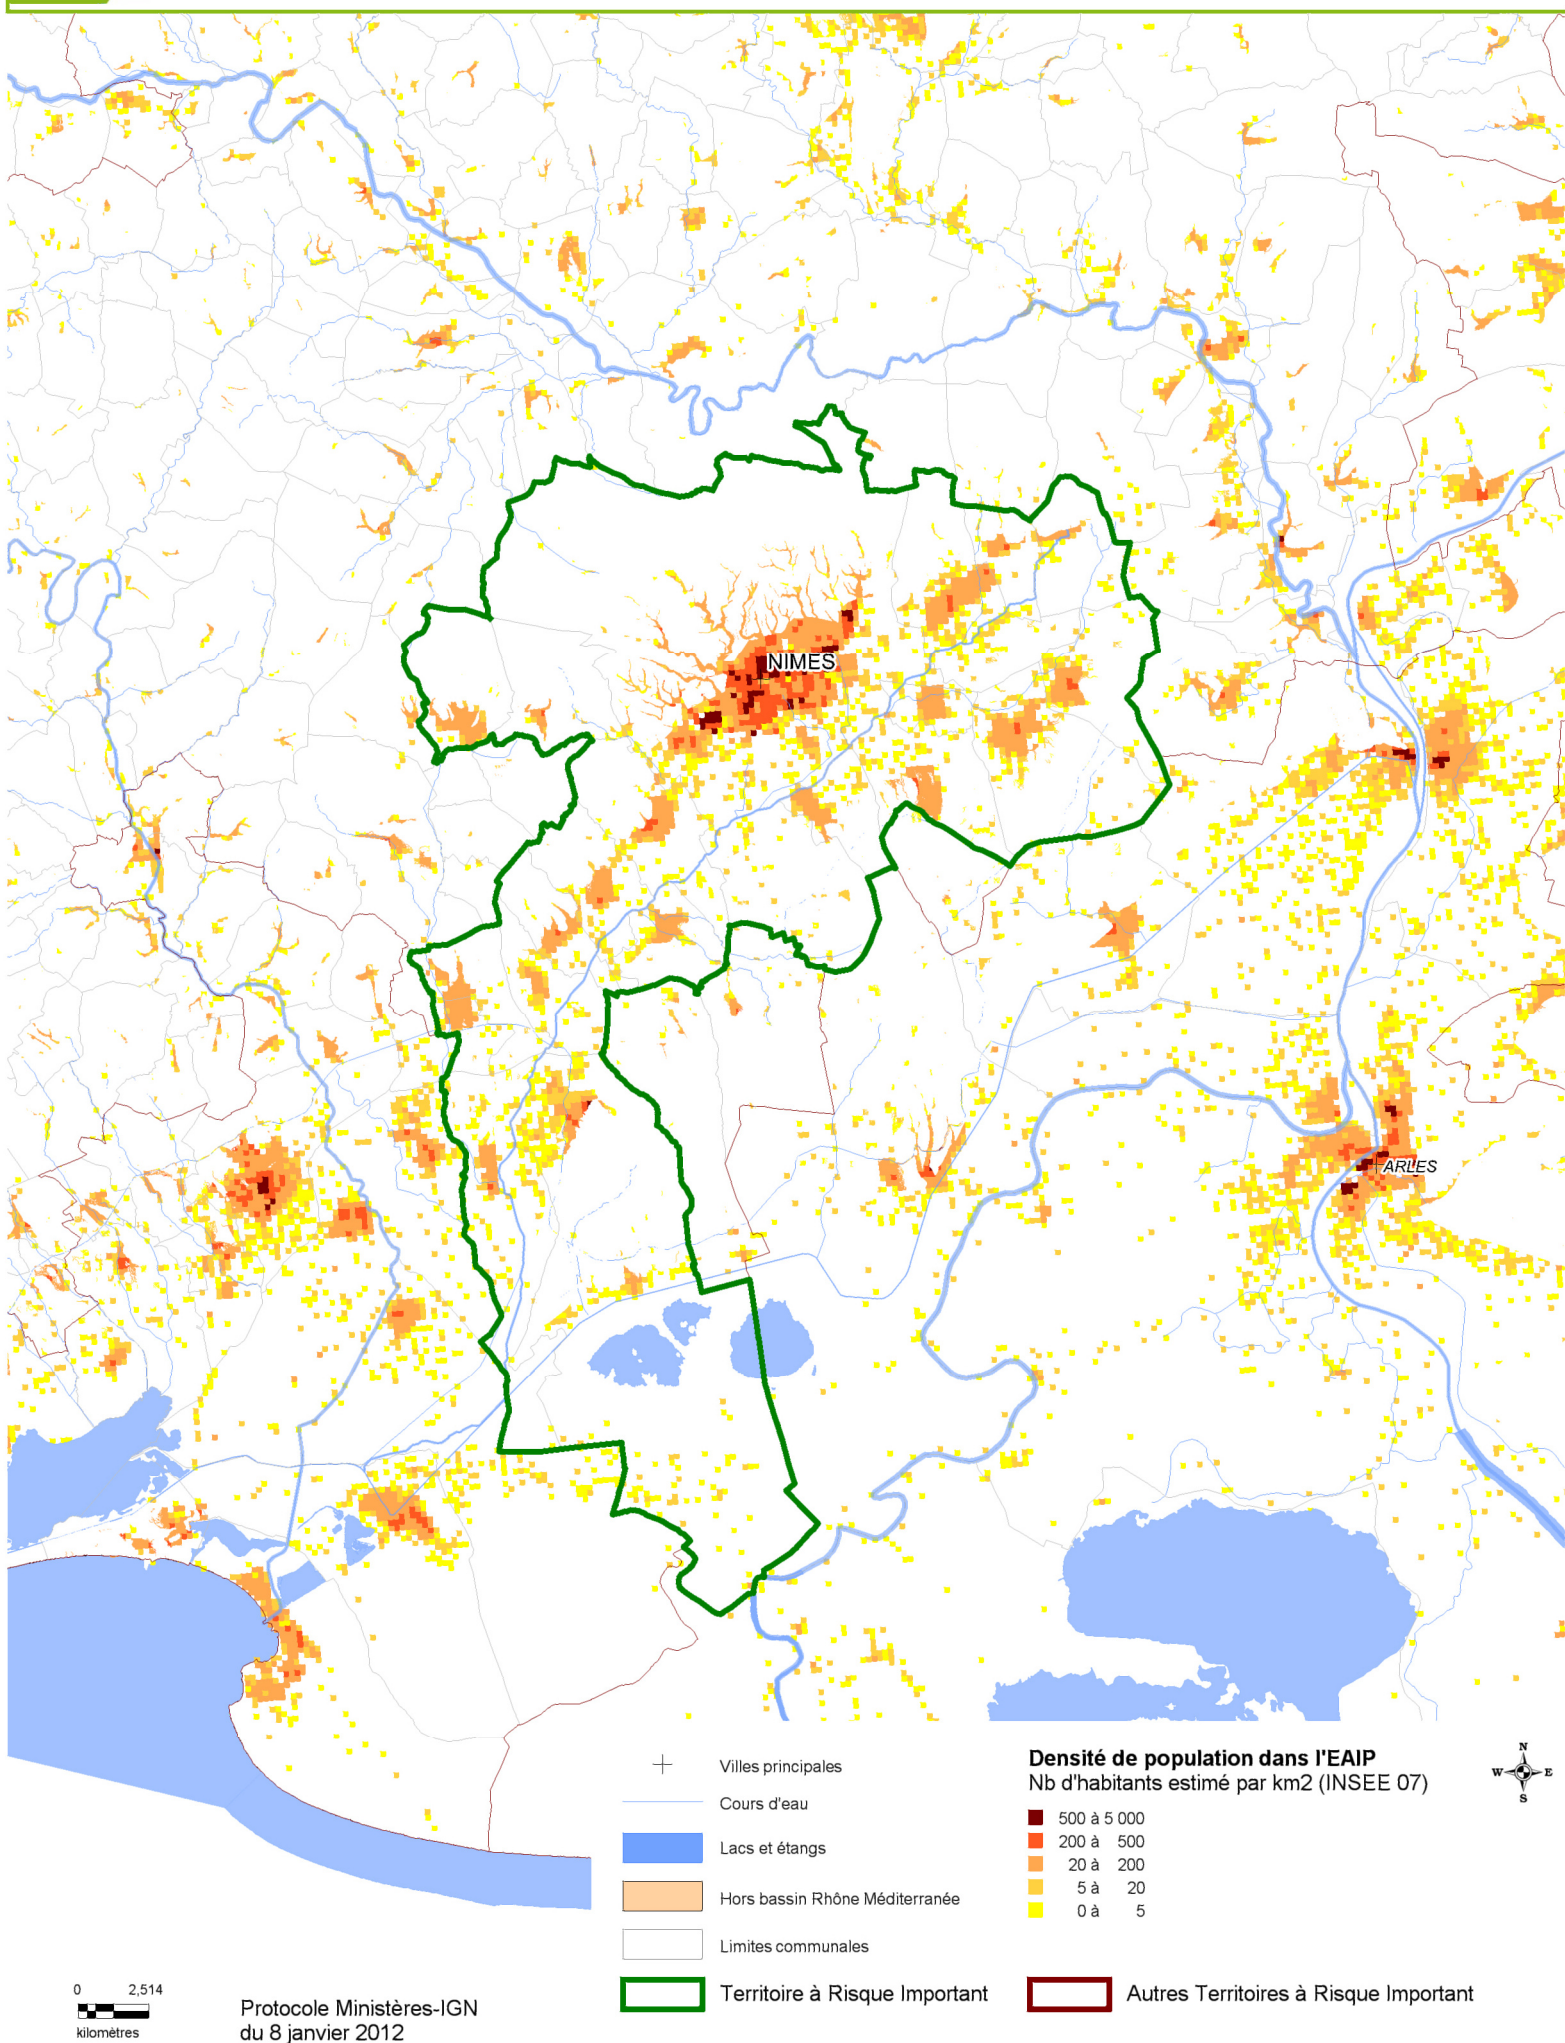 NIMES
ARLES
Villes principales
Cours d'eau
Lacs et étangs
Hors bassin Rhône Méditerranée
Limites communales
Territoire à Risque Important
Densité de population dans l'EAIP
Nb d'habitants estimé par km2 (INSEE 07)
500 à 5 000
200 à 500
20 à 200
5 à 20
0 à 5
Autres Territoires à Risque Important
N
W E
S
0 2,514
kilomètres
Protocole Ministères-IGN
du 8 janvier 2012